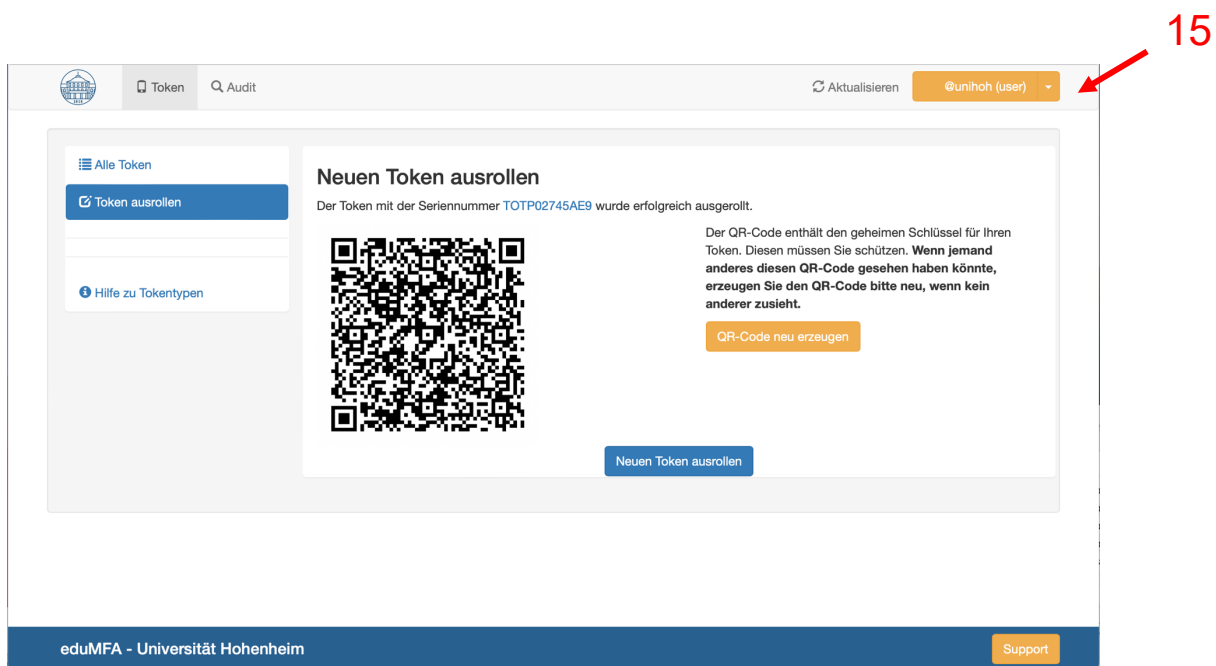 15
Token
Audit
Aktualisieren
@unihoh (user)
Alle Token
Token ausrollen
Hilfe zu Tokentypen
Neuen Token ausrollen
Der Token mit der Seriennummer TOTP02745AE9 wurde erfolgreich ausgerollt.
Der QR-Code enthält den geheimen Schlüssel für Ihren
Token. Diesen müssen Sie schützen. Wenn jemand
anderes diesen QR-Code gesehen haben könnte,
erzeugen Sie den QR-Code bitte neu, wenn kein
anderer zusieht.
QR-Code neu erzeugen
Neuen Token ausrollen
eduMFA - Universität Hohenheim
Support